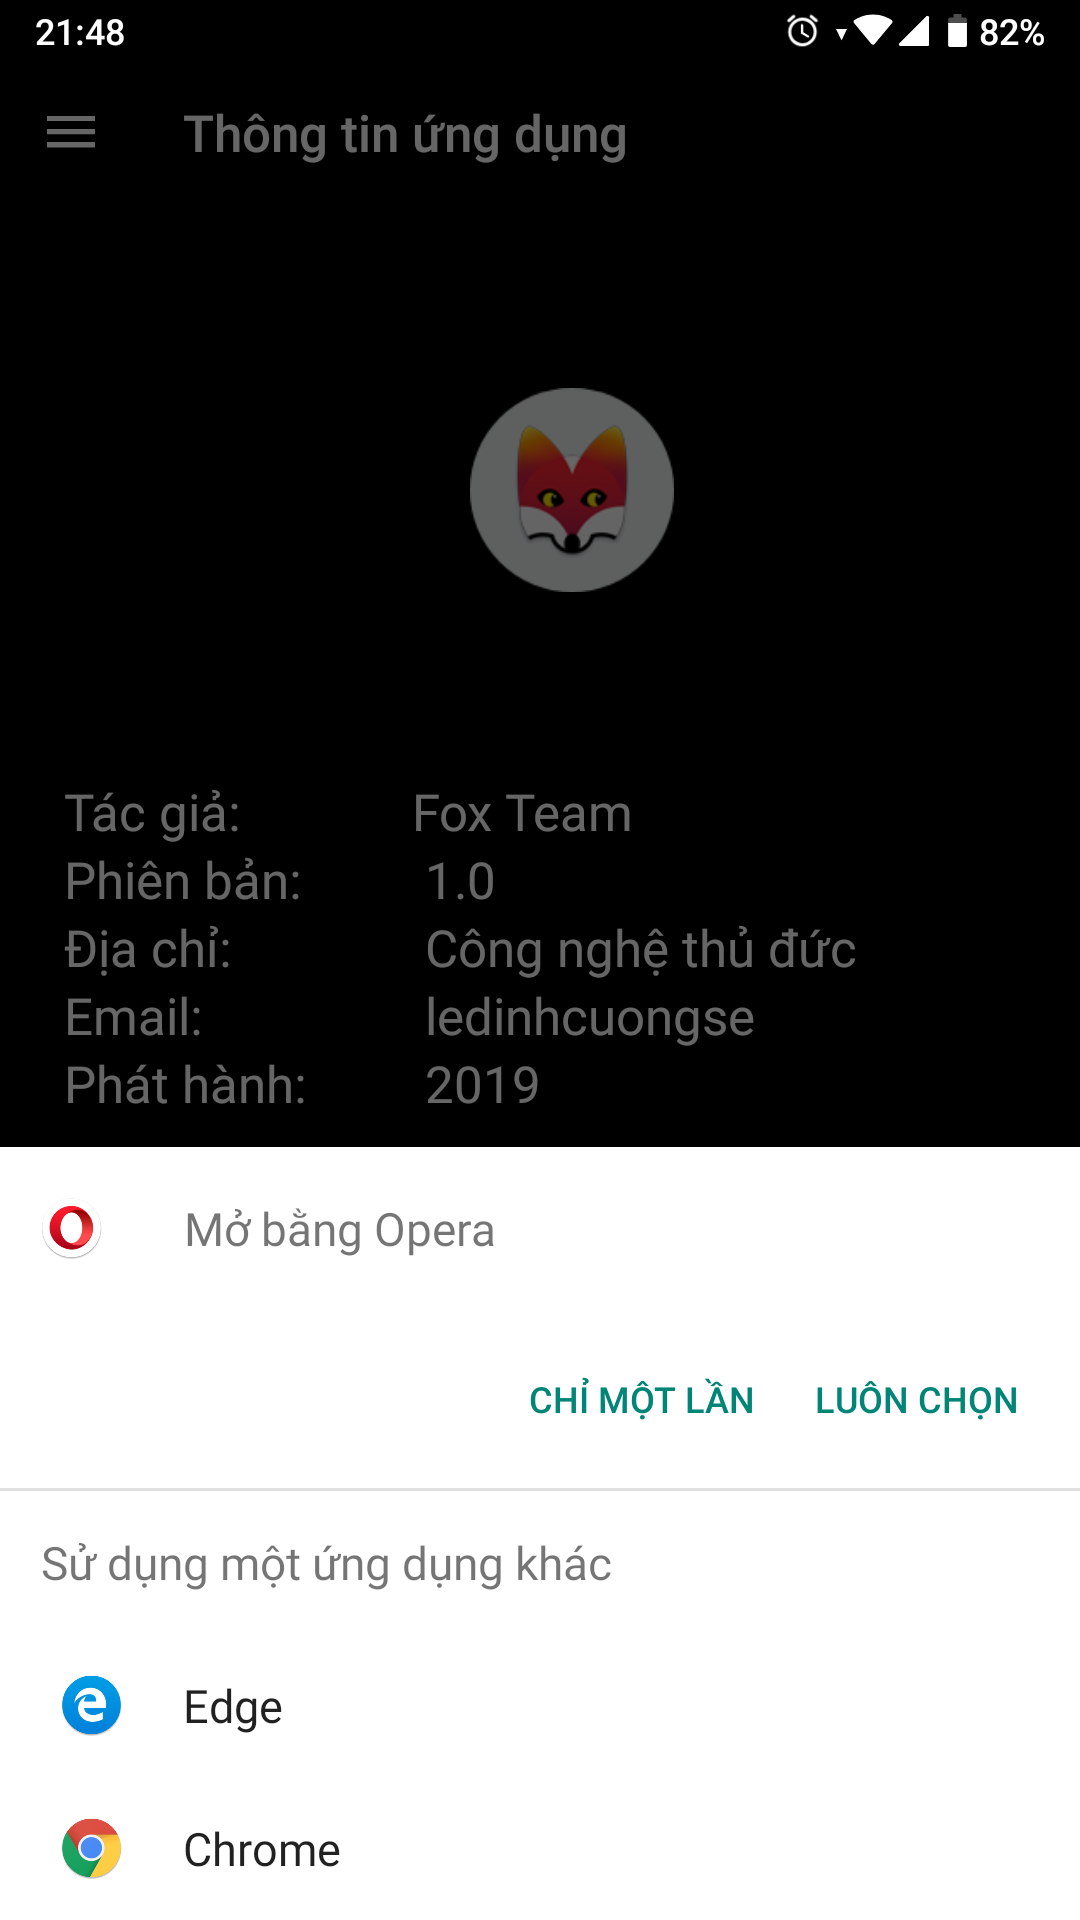 21:48 82%
Thông tin ứng dụng
Tác giả: Fox Team
Phiên bản: 1.0
Địa chỉ: Công nghệ thủ đức
Email: ledinhcuongse
Phát hành: 2019
Mở bằng Opera
CHỈ MỘT LẦN LUÔN CHỌN
Sử dụng một ứng dụng khác
Edge
Chrome